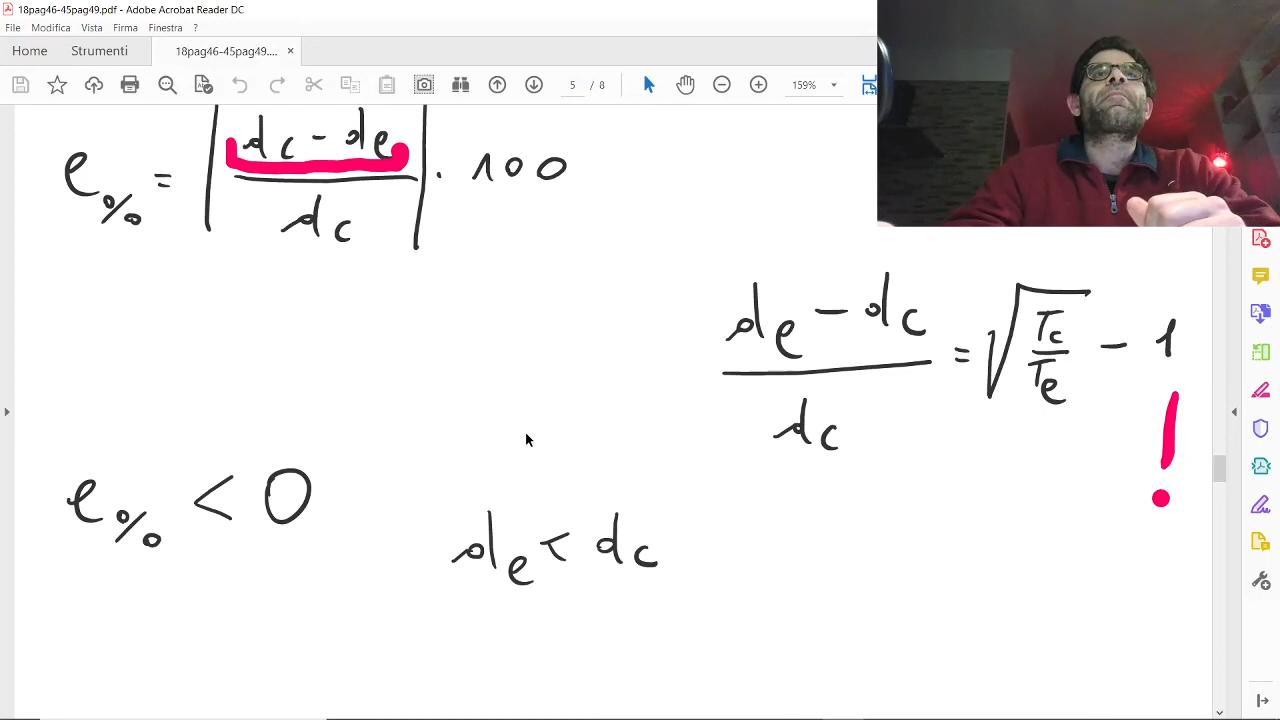 18pag46-45pag49.pdf - Adobe Acrobat Reader DC
File Modifica Vista Firma Finestra ?
Home Strumenti 18pag46-45pag49.... ×
5 / 8 159%
e% = | dc - de / dc | · 100
de - dc / dc = √ Tc / Te - 1
!
e% < 0
de < dc